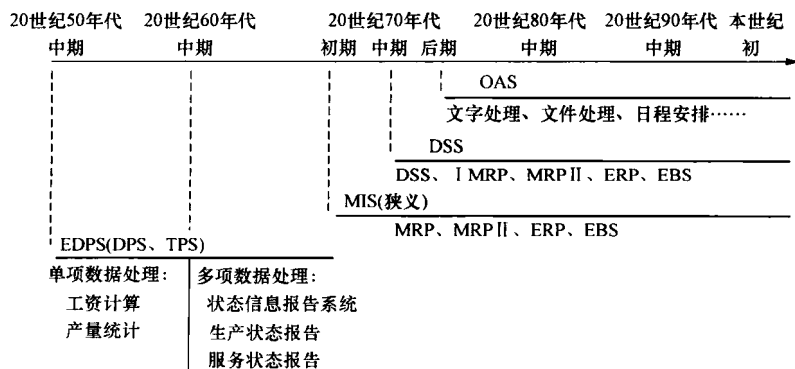 20世纪50年代 20世纪60年代 20世纪70年代 20世纪80年代 20世纪90年代 本世纪
中期 中期 初期 中期 后期 中期 中期 初
OAS
文字处理、文件处理、日程安排……
DSS
DSS、ⅠMRP、MRPⅡ、ERP、EBS
MIS(狭义)
MRP、MRPⅡ、ERP、EBS
EDPS(DPS、TPS)
单项数据处理： 多项数据处理：
工资计算 状态信息报告系统
产量统计 生产状态报告
服务状态报告